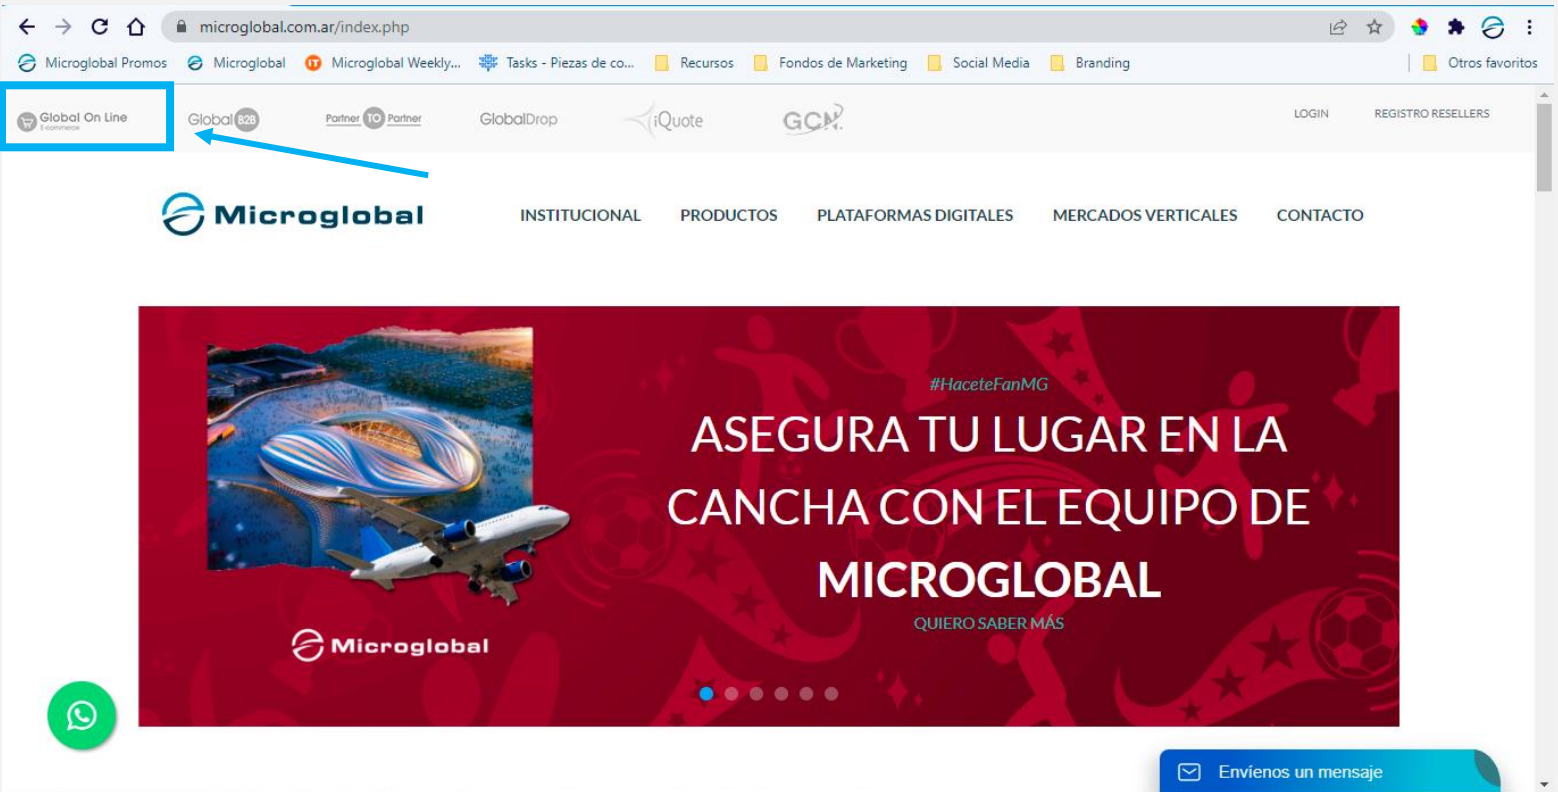 microglobal.com.ar/index.php
Microglobal Promos
Microglobal
Microglobal Weekly...
Tasks - Piezas de co...
Recursos
Fondos de Marketing
Social Media
Branding
Otros favoritos
Global On Line
E-commerce
Global B2B
Partner TO Partner
GlobalDrop
iQuote
GCN
LOGIN
REGISTRO RESELLERS
Microglobal
INSTITUCIONAL
PRODUCTOS
PLATAFORMAS DIGITALES
MERCADOS VERTICALES
CONTACTO
#HaceteFanMG
ASEGURA TU LUGAR EN LA
CANCHA CON EL EQUIPO DE
MICROGLOBAL
QUIERO SABER MÁS
Microglobal
Envíenos un mensaje